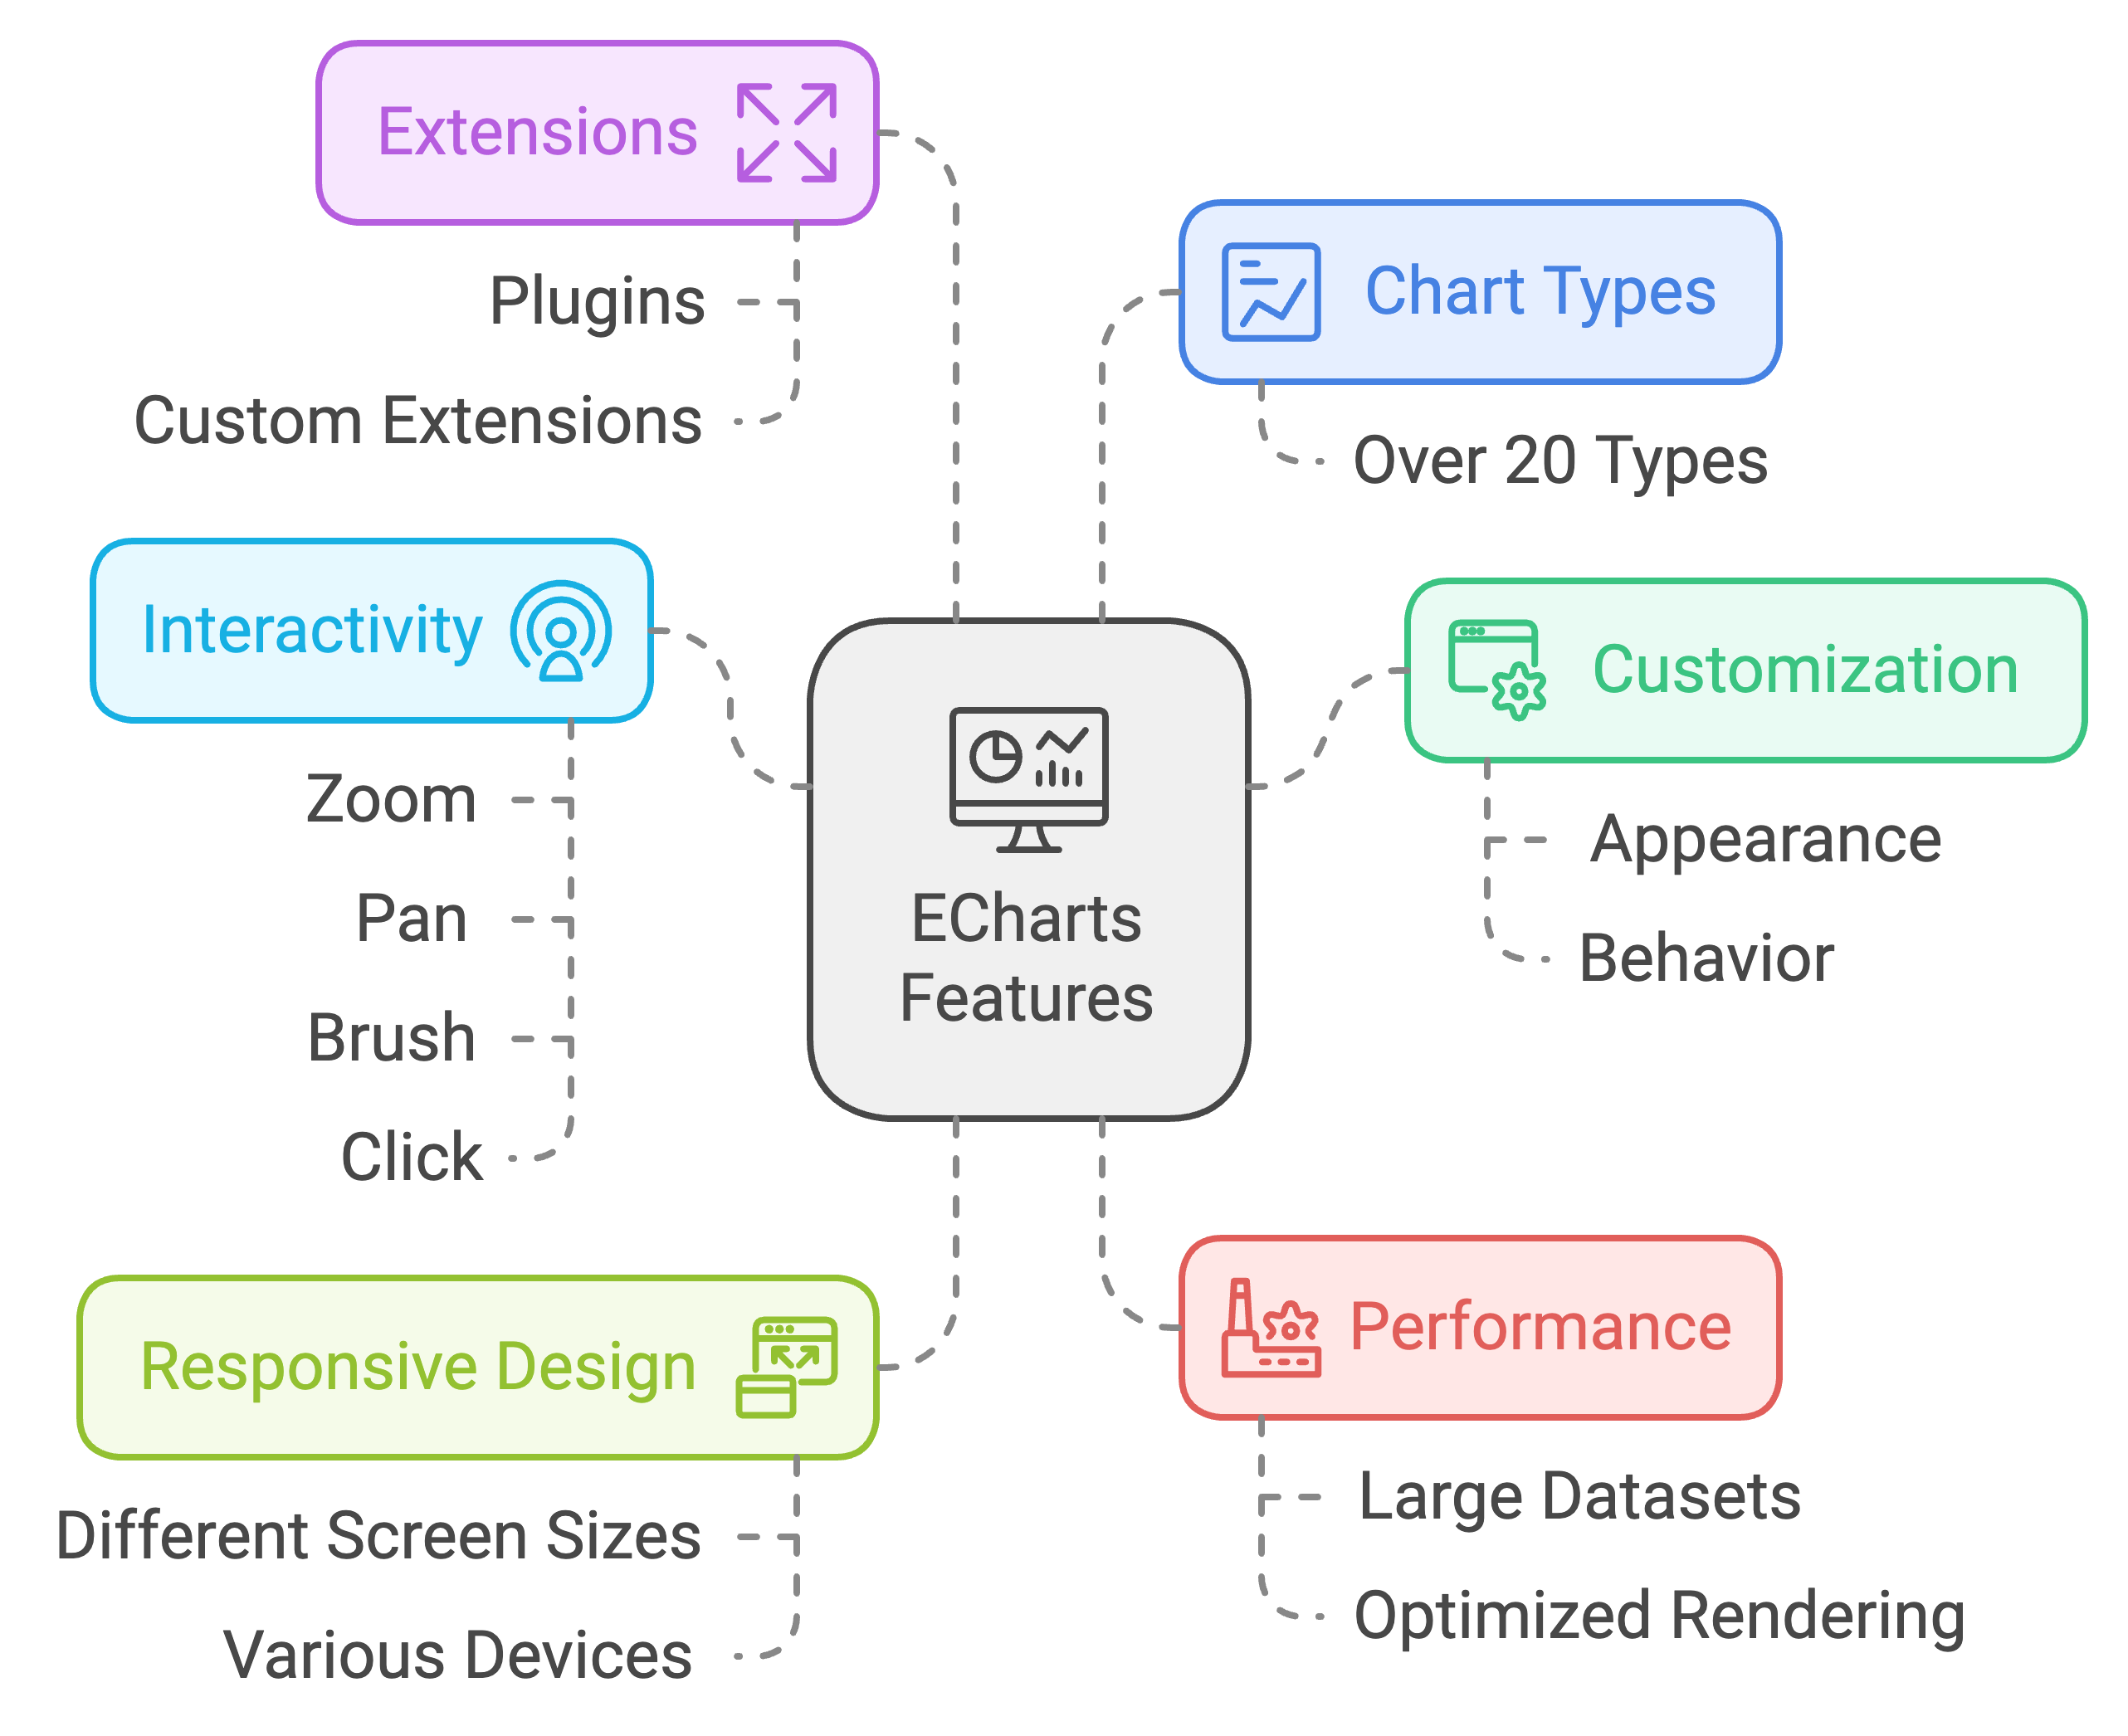 Extensions
Plugins
Custom Extensions
Chart Types
Over 20 Types
Interactivity
Zoom
Pan
Brush
Click
ECharts
Features
Customization
Appearance
Behavior
Responsive Design
Different Screen Sizes
Various Devices
Performance
Large Datasets
Optimized Rendering